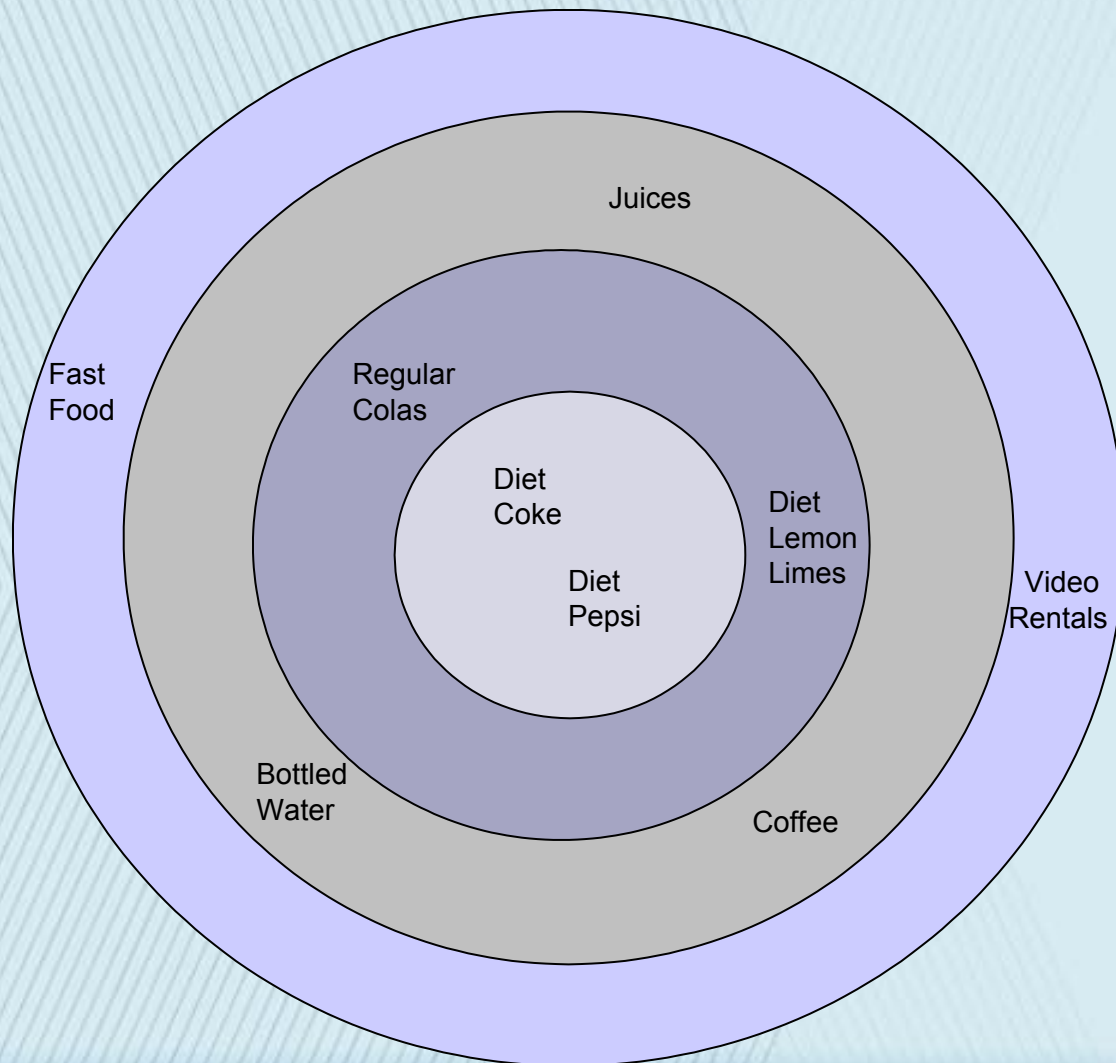 Juices
Fast
Food
Regular
Colas
Diet
Coke
Diet
Lemon
Limes
Diet
Pepsi
Video
Rentals
Bottled
Water
Coffee